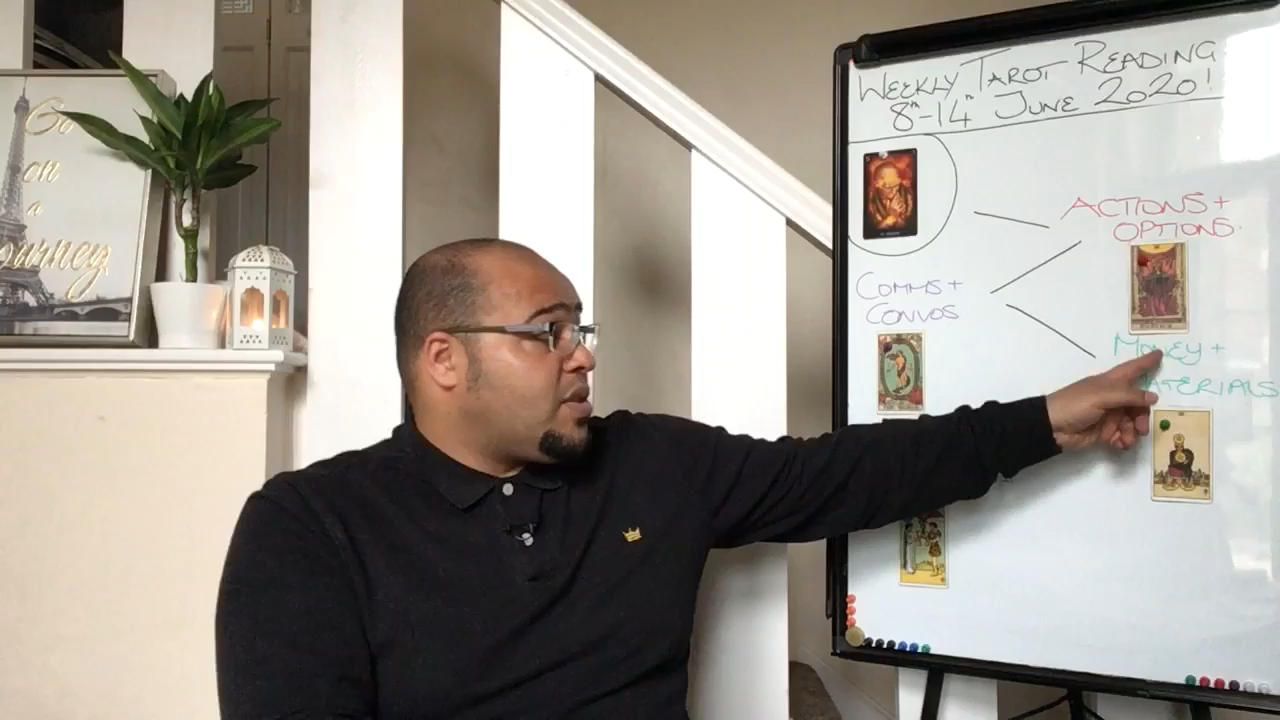 Go
on
a
Journey
WEEKLY TAROT READING
8TH-14TH JUNE 2020!
ACTIONS+
OPTIONS.
COMMS+
CONVOS
MONEY+
MATERIALS